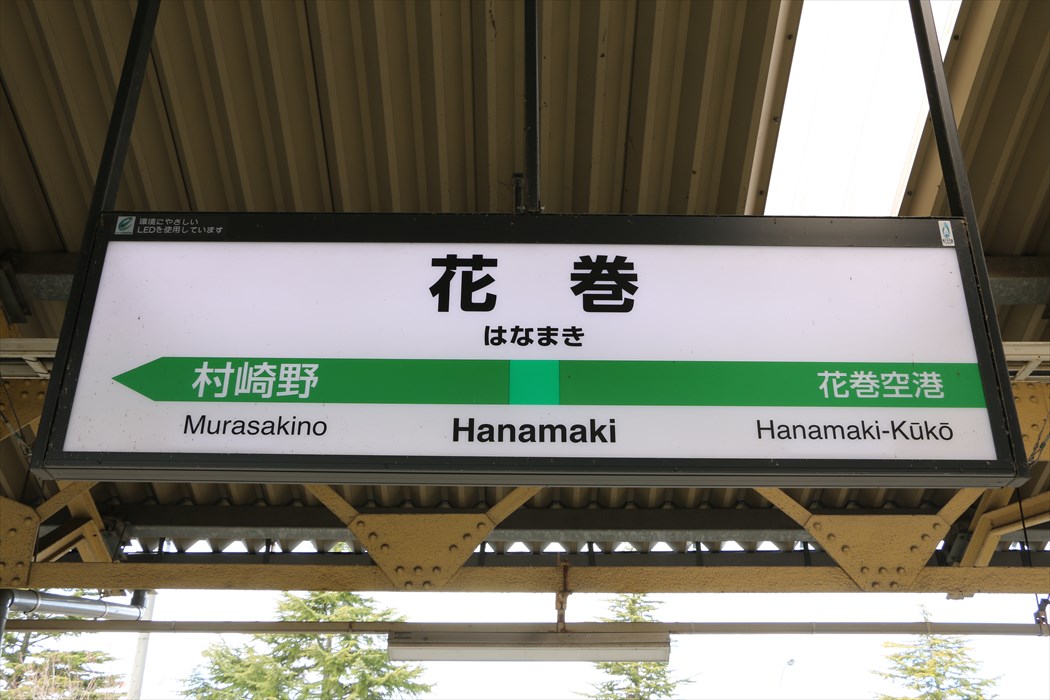 環境にやさしい
LEDを使用しています
花巻
はなまき
村崎野 花巻空港
Murasakino Hanamaki Hanamaki-Kūkō